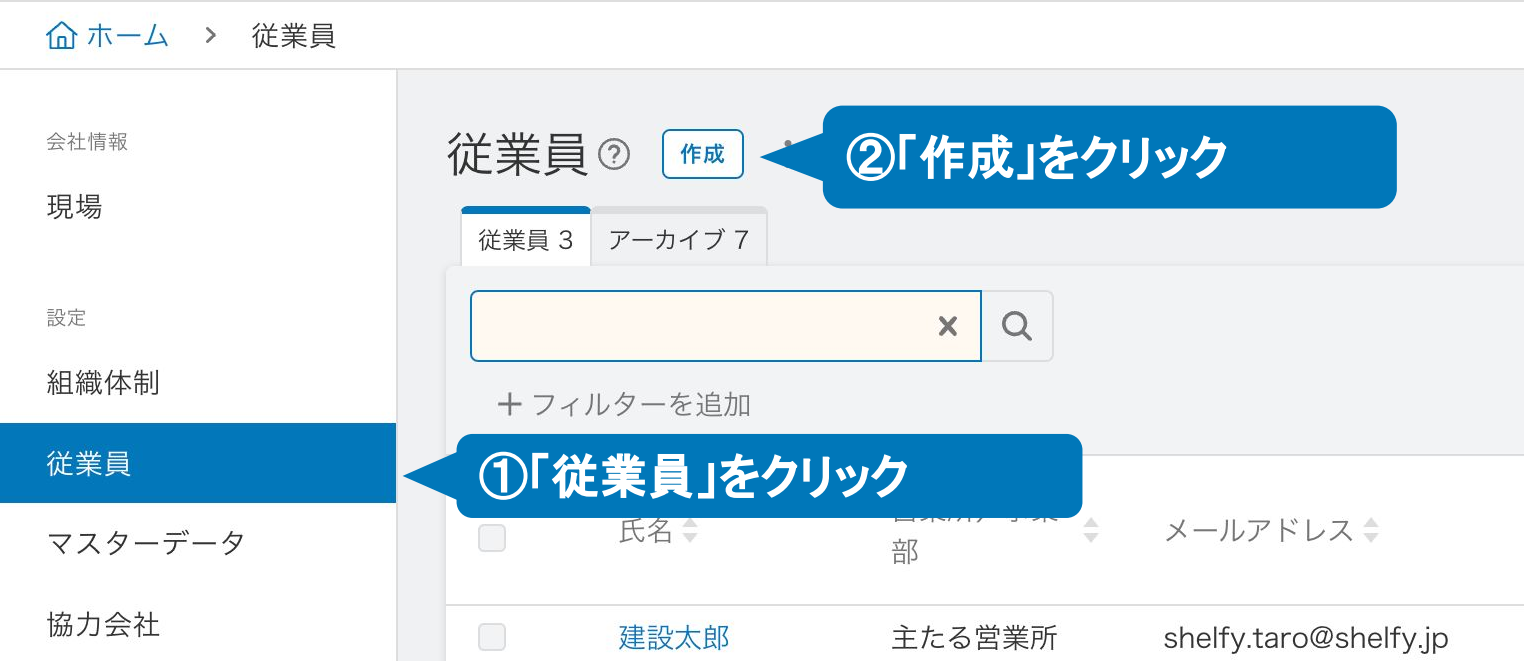 ホーム > 従業員
会社情報
現場
設定
組織体制
従業員
マスターデータ
協力会社
従業員 ? 作成
②「作成」をクリック
従業員 3
アーカイブ 7
+ フィルターを追加
①「従業員」をクリック
氏名
部
メールアドレス
建設太郎
主たる営業所
shelfy.taro@shelfy.jp